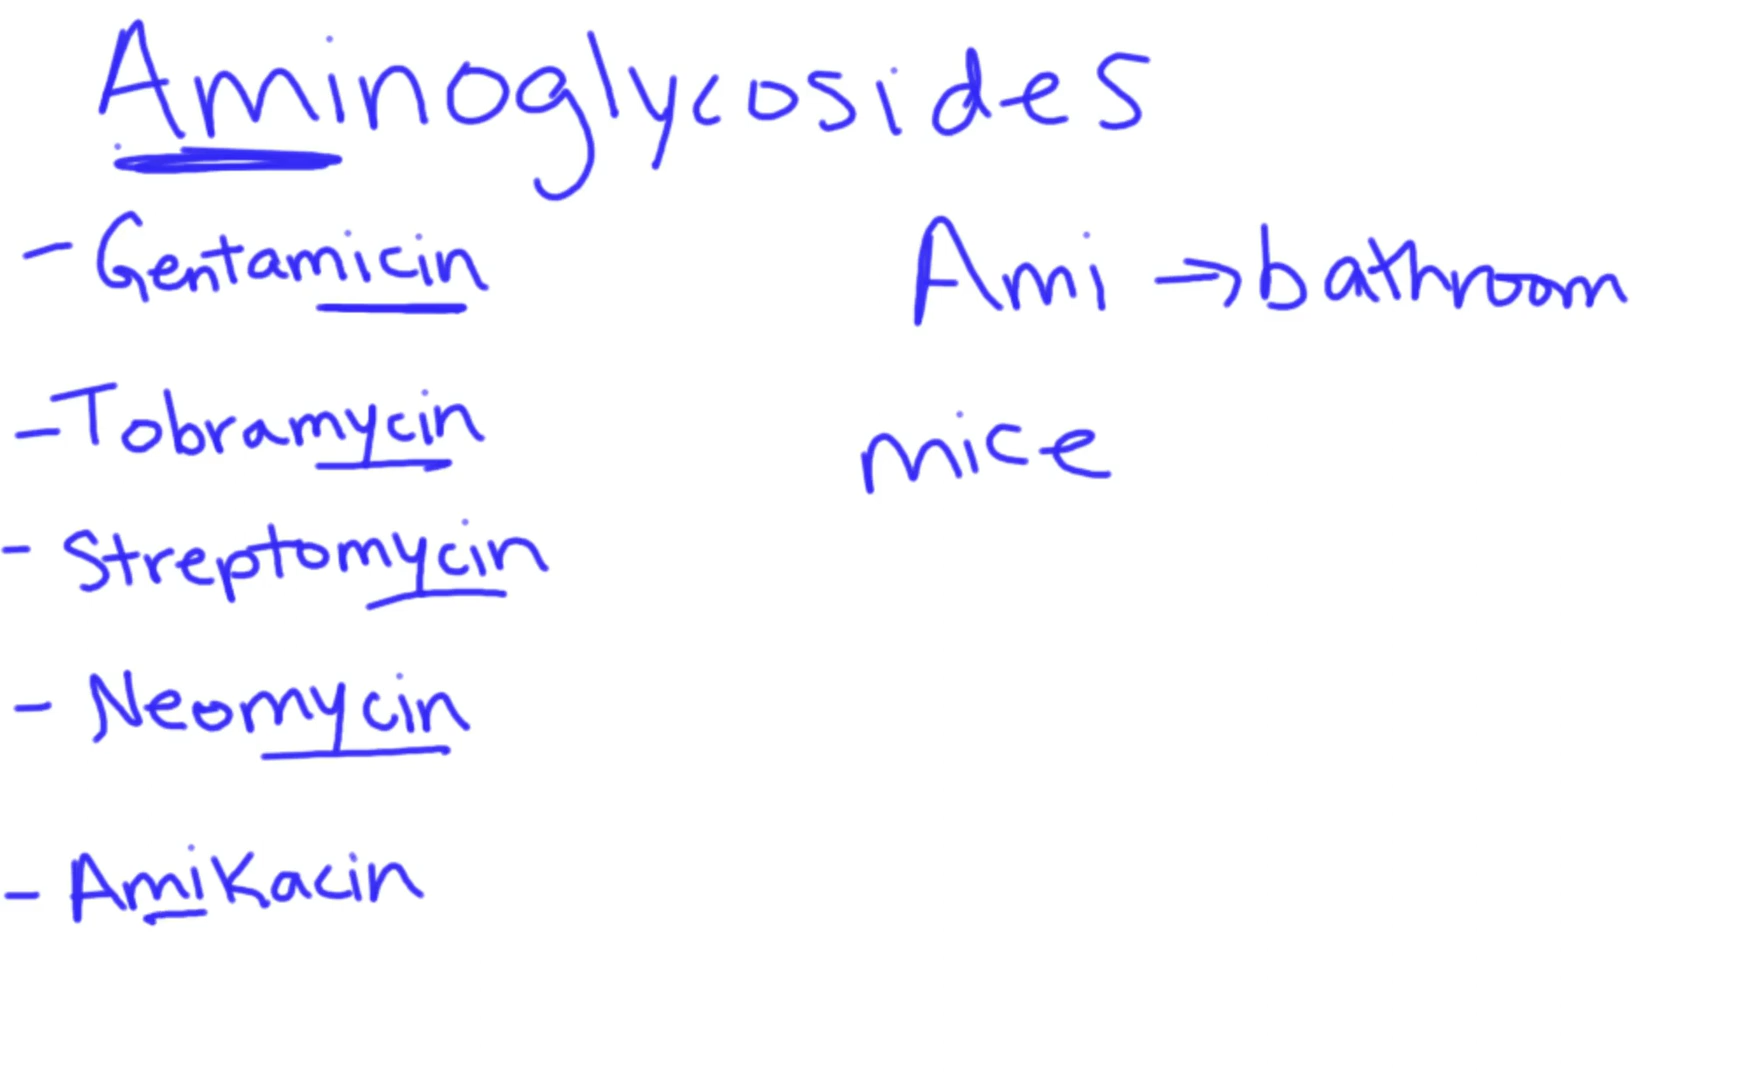 Aminoglycosides
- Gentamicin
- Tobramycin
- Streptomycin
- Neomycin
- Amikacin
Ami → bathroom
mice